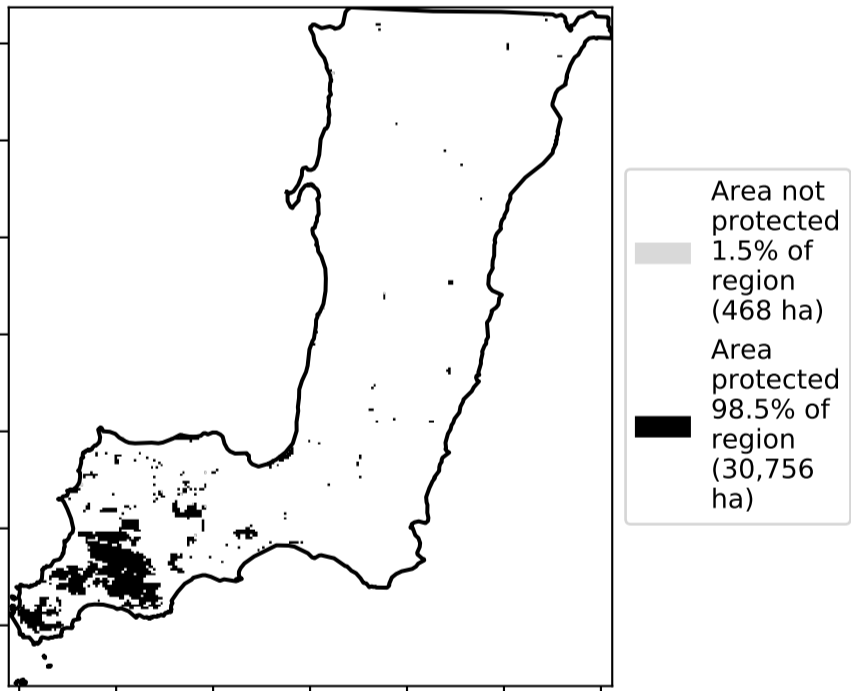 Area not
protected
1.5% of
region
(468 ha)
Area
protected
98.5% of
region
(30,756
ha)